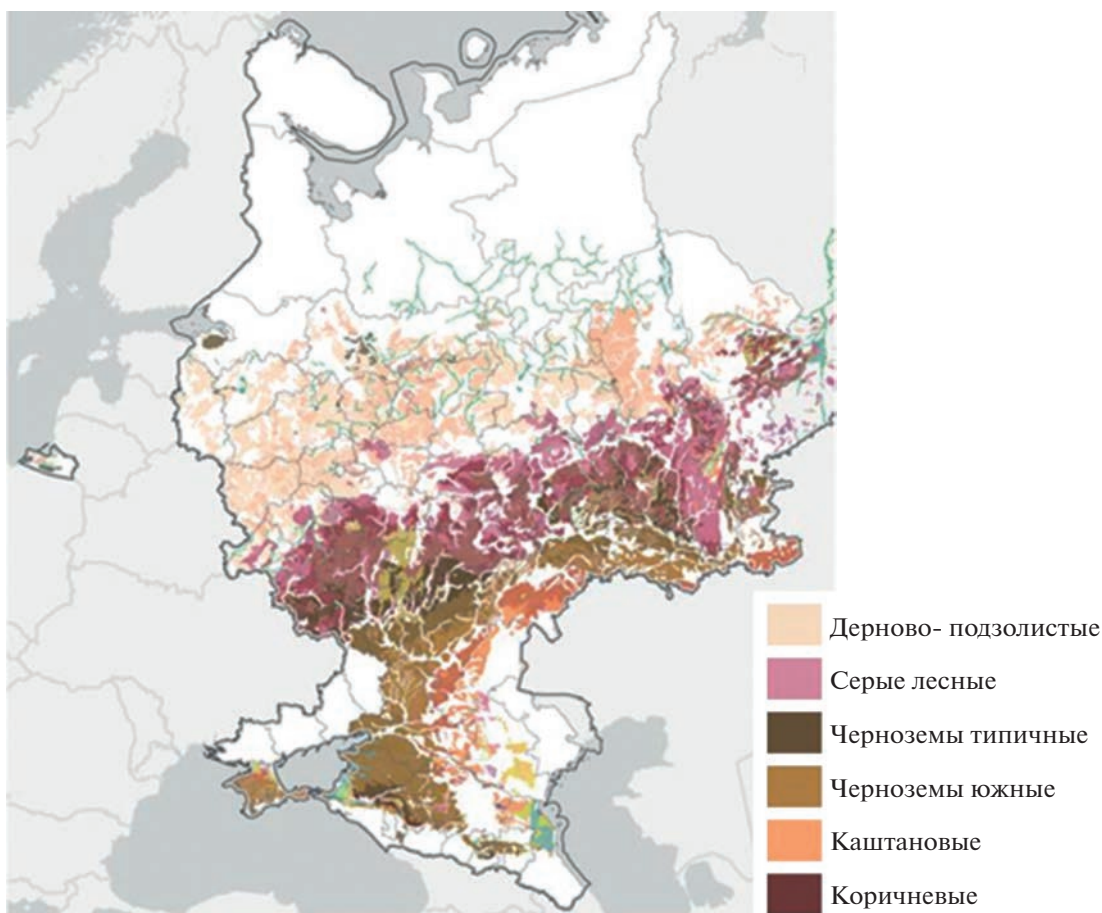 Дерново- подзолистые
Серые лесные
Черноземы типичные
Черноземы южные
Каштановые
Коричневые